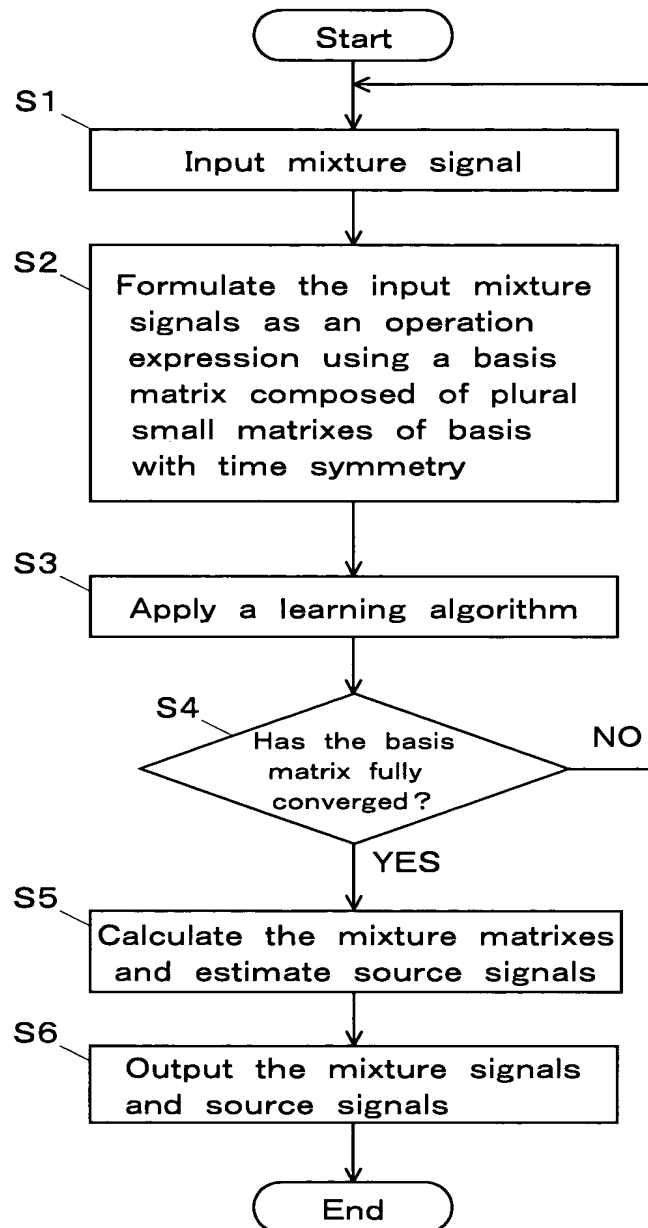 Start
S1
Input mixture signal
S2
Formulate the input mixture
signals as an operation
expression using a basis
matrix composed of plural
small matrixes of basis
with time symmetry
S3
Apply a learning algorithm
S4
Has the basis
matrix fully
converged?
NO
YES
S5
Calculate the mixture matrixes
and estimate source signals
S6
Output the mixture signals
and source signals
End